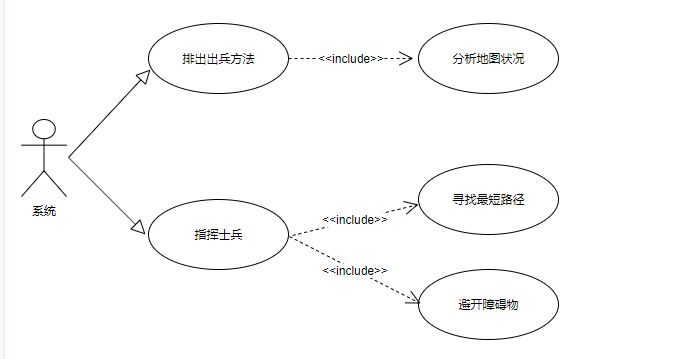 排出出兵方法
<<include>>
分析地图状况
系统
指挥士兵
<<include>>
寻找最短路径
<<include>>
避开障碍物